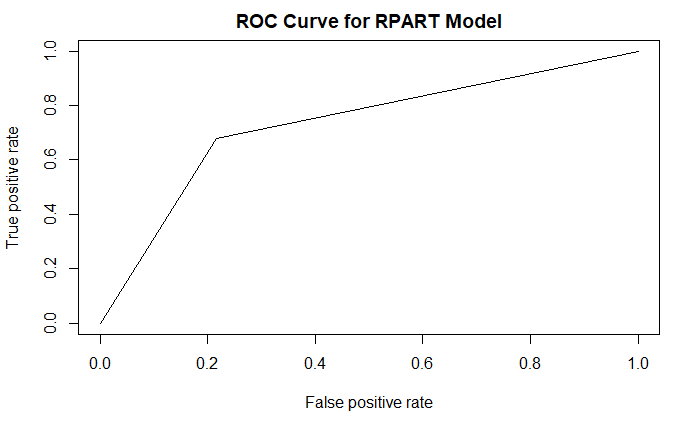 ROC Curve for RPART Model
True positive rate
1.0
0.8
0.6
0.4
0.2
0.0
0.0 0.2 0.4 0.6 0.8 1.0
False positive rate